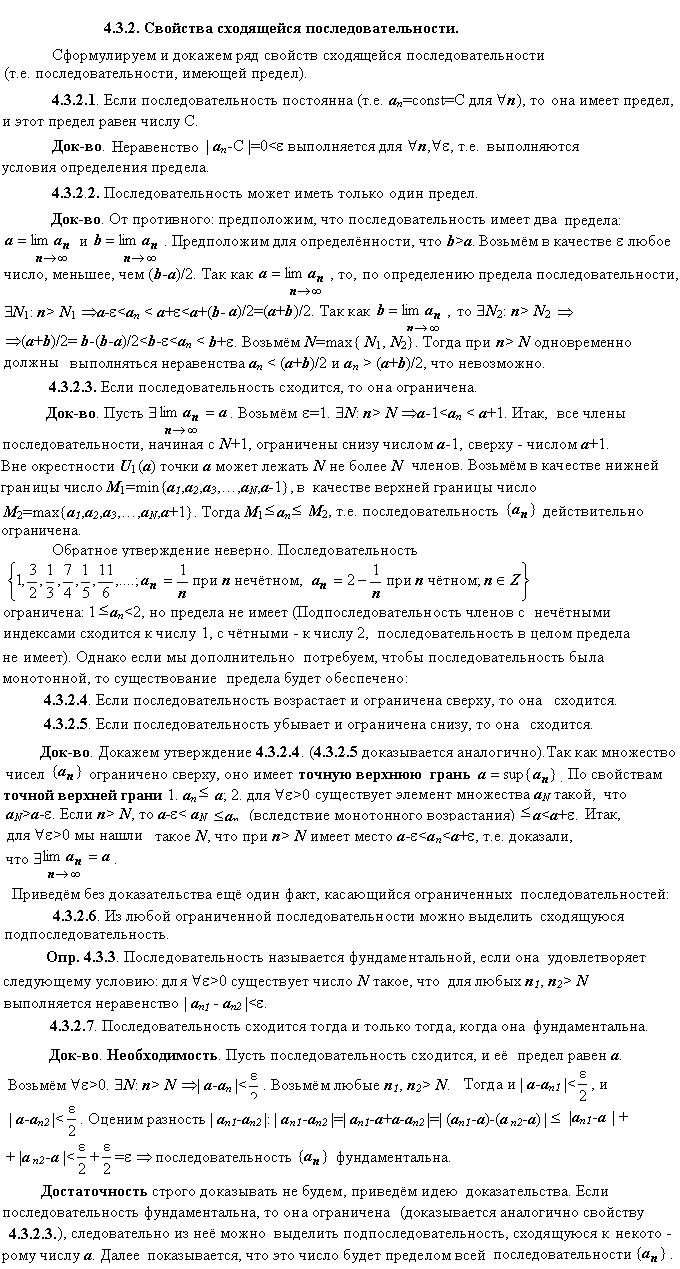 4.3.2. Свойства сходящейся последовательности.
Сформулируем и докажем ряд свойств сходящейся последовательности
(т.е. последовательности, имеющей предел).
4.3.2.1. Если последовательность постоянна (т.е. aₙ=const=C для ∀n), то она имеет предел,
и этот предел равен числу С.
Док-во. Неравенство | aₙ-C |=0<ε выполняется для ∀n,∀ε, т.е. выполняются
условия определения предела.
4.3.2.2. Последовательность может иметь только один предел.
Док-во. От противного: предположим, что последовательность имеет два предела:
a = lim aₙ и b = lim aₙ . Предположим для определённости, что b>a. Возьмём в качестве ε любое
n→∞ n→∞
число, меньшее, чем (b-a)/2. Так как a = lim aₙ , то, по определению предела последовательности,
n→∞
∃N₁: n> N₁ ⇒a-ε<aₙ < a+ε<a+(b- a)/2=(a+b)/2. Так как b = lim aₙ , то ∃N₂: n> N₂ ⇒
n→∞
⇒(a+b)/2= b-(b-a)/2<b-ε<aₙ < b+ε. Возьмём N=max{ N₁, N₂}. Тогда при n> N одновременно
должны выполняться неравенства aₙ < (a+b)/2 и aₙ > (a+b)/2, что невозможно.
4.3.2.3. Если последовательность сходится, то она ограничена.
Док-во. Пусть ∃ lim aₙ = a . Возьмём ε=1. ∃N: n> N ⇒a-1<aₙ < a+1. Итак, все члены
n→∞
последовательности, начиная с N+1, ограничены снизу числом a-1, сверху - числом a+1.
Вне окрестности U₁(a) точки a может лежать N не более N членов. Возьмём в качестве нижней
границы число M₁=min{a₁,a₂,a₃,…,a_N,a-1}, в качестве верхней границы число
M₂=max{a₁,a₂,a₃,…,a_N,a+1}. Тогда M₁≤aₙ≤ M₂, т.е. последовательность {aₙ} действительно
ограничена.
Обратное утверждение неверно. Последовательность
{1, 3/2, 1/3, 7/4, 1/5, 11/6, ....; aₙ = 1/n при n нечётном, aₙ = 2 − 1/n при n чётном; n ∈ Z}
ограничена: 1≤aₙ<2, но предела не имеет (Подпоследовательность членов с нечётными
индексами сходится к числу 1, с чётными - к числу 2, последовательность в целом предела
не имеет). Однако если мы дополнительно потребуем, чтобы последовательность была
монотонной, то существование предела будет обеспечено:
4.3.2.4. Если последовательность возрастает и ограничена сверху, то она сходится.
4.3.2.5. Если последовательность убывает и ограничена снизу, то она сходится.
Док-во. Докажем утверждение 4.3.2.4. (4.3.2.5 доказывается аналогично).Так как множество
чисел {aₙ} ограничено сверху, оно имеет точную верхнюю грань a = sup{aₙ}. По свойствам
точной верхней грани 1. aₙ≤ a; 2. для ∀ε>0 существует элемент множества a_N такой, что
a_N>a-ε. Если n> N, то a-ε< a_N ≤aₙ (вследствие монотонного возрастания) ≤a<a+ε. Итак,
для ∀ε>0 мы нашли такое N, что при n> N имеет место a-ε<aₙ<a+ε, т.е. доказали,
что ∃lim aₙ = a .
n→∞
Приведём без доказательства ещё один факт, касающийся ограниченных последовательностей:
4.3.2.6. Из любой ограниченной последовательности можно выделить сходящуюся
подпоследовательность.
Опр. 4.3.3. Последовательность называется фундаментальной, если она удовлетворяет
следующему условию: для ∀ε>0 существует число N такое, что для любых n₁, n₂> N
выполняется неравенство | aₙ₁ - aₙ₂ |<ε.
4.3.2.7. Последовательность сходится тогда и только тогда, когда она фундаментальна.
Док-во. Необходимость. Пусть последовательность сходится, и её предел равен a.
Возьмём ∀ε>0. ∃N: n> N ⇒| a-aₙ |< ε/2 . Возьмём любые n₁, n₂> N. Тогда и | a-aₙ₁ |< ε/2 , и
| a-aₙ₂ |< ε/2 . Оценим разность | aₙ₁-aₙ₂|: | aₙ₁-aₙ₂|=| aₙ₁-a+a-aₙ₂|=| (aₙ₁-a)-(aₙ₂-a) | ≤ |aₙ₁-a | +
+ |aₙ₂-a |< ε/2 + ε/2 =ε ⇒ последовательность {aₙ} фундаментальна.
Достаточность строго доказывать не будем, приведём идею доказательства. Если
последовательность фундаментальна, то она ограничена (доказывается аналогично свойству
4.3.2.3.), следовательно из неё можно выделить подпоследовательность, сходящуюся к некото -
рому числу a. Далее показывается, что это число будет пределом всей последовательности {aₙ} .